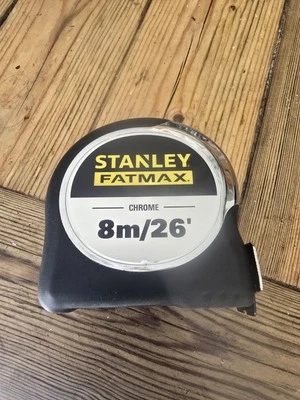 STANLEY
FATMAX
CHROME
8m/26'